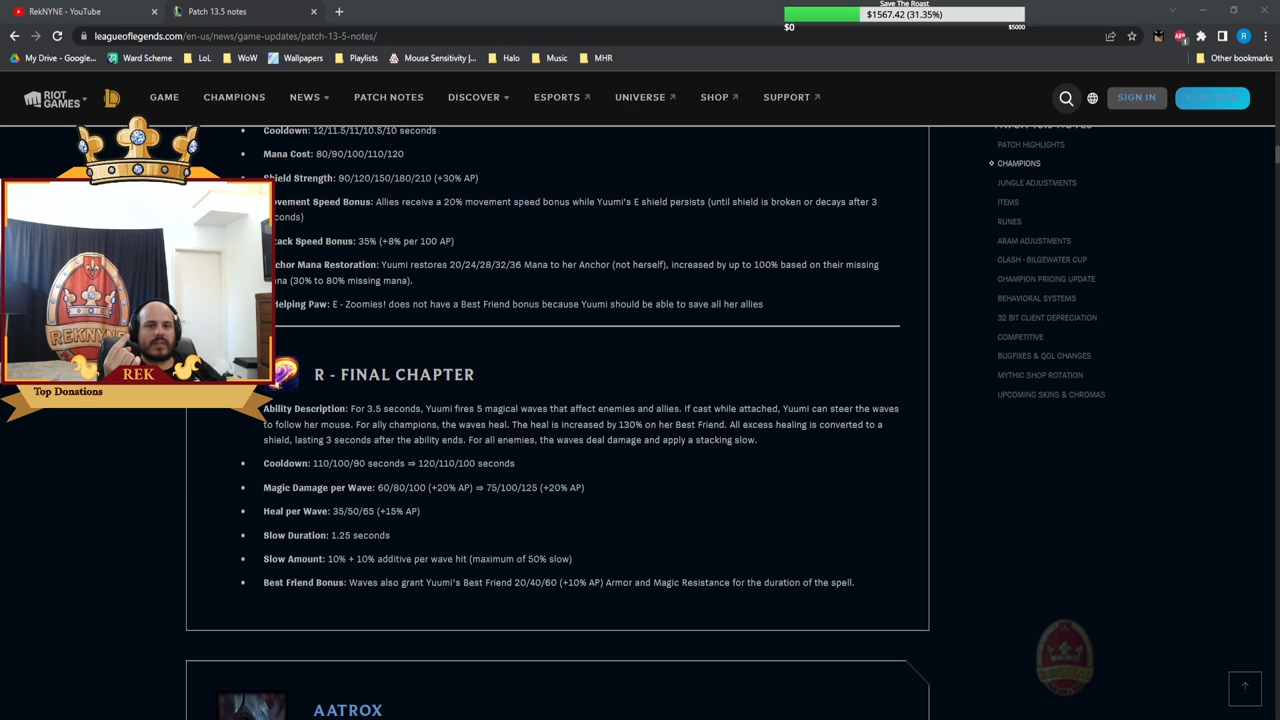 RekNYNE - YouTube
Patch 13.5 notes
Save The Roast
$1567.42 (31.35%)
$0
$5000
leagueoflegends.com/en-us/news/game-updates/patch-13-5-notes/
R
1
My Drive - Google...
Ward Scheme
LoL
WoW
Wallpapers
Playlists
Mouse Sensitivity |...
Halo
Music
MHR
Other bookmarks
RIOT GAMES
GAME
CHAMPIONS
NEWS
PATCH NOTES
DISCOVER
ESPORTS
UNIVERSE
SHOP
SUPPORT
SIGN IN
Cooldown: 12/11.5/11/10.5/10 seconds
Mana Cost: 80/90/100/110/120
Shield Strength: 90/120/150/180/210 (+30% AP)
ovement Speed Bonus: Allies receive a 20% movement speed bonus while Yuumi's E shield persists (until shield is broken or decays after 3
conds)
tack Speed Bonus: 35% (+8% per 100 AP)
chor Mana Restoration: Yuumi restores 20/24/28/32/36 Mana to her Anchor (not herself), increased by up to 100% based on their missing
na (30% to 80% missing mana).
elping Paw: E - Zoomies! does not have a Best Friend bonus because Yuumi should be able to save all her allies
R - FINAL CHAPTER
Ability Description: For 3.5 seconds, Yuumi fires 5 magical waves that affect enemies and allies. If cast while attached, Yuumi can steer the waves
to follow her mouse. For ally champions, the waves heal. The heal is increased by 130% on her Best Friend. All excess healing is converted to a
shield, lasting 3 seconds after the ability ends. For all enemies, the waves deal damage and apply a stacking slow.
Cooldown: 110/100/90 seconds ⇒ 120/110/100 seconds
Magic Damage per Wave: 60/80/100 (+20% AP) ⇒ 75/100/125 (+20% AP)
Heal per Wave: 35/50/65 (+15% AP)
Slow Duration: 1.25 seconds
Slow Amount: 10% + 10% additive per wave hit (maximum of 50% slow)
Best Friend Bonus: Waves also grant Yuumi's Best Friend 20/40/60 (+10% AP) Armor and Magic Resistance for the duration of the spell.
AATROX
PATCH HIGHLIGHTS
CHAMPIONS
JUNGLE ADJUSTMENTS
ITEMS
RUNES
ARAM ADJUSTMENTS
CLASH - BILGEWATER CUP
CHAMPION PRICING UPDATE
BEHAVIORAL SYSTEMS
32 BIT CLIENT DEPRECIATION
COMPETITIVE
BUGFIXES & QOL CHANGES
MYTHIC SHOP ROTATION
UPCOMING SKINS & CHROMAS
REKNYNE
REK
Top Donations